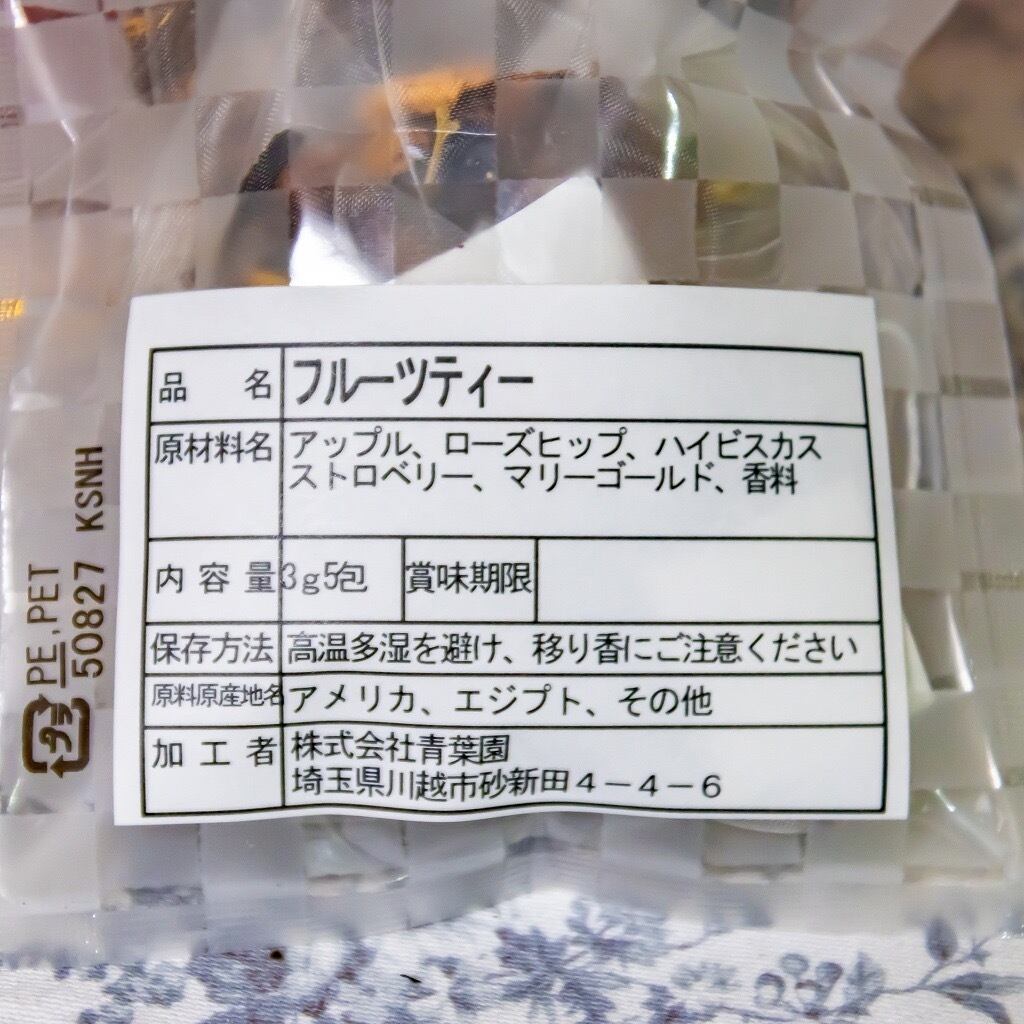 品名 フルーツティー
原材料名 アップル、ローズヒップ、ハイビスカス
ストロベリー、マリーゴールド、香料
内容量 3g5包 賞味期限
保存方法 高温多湿を避け、移り香にご注意ください
原料原産地名 アメリカ、エジプト、その他
加工者 株式会社青葉園
埼玉県川越市砂新田4-4-6
プラ PE,PET
50827 KSNH